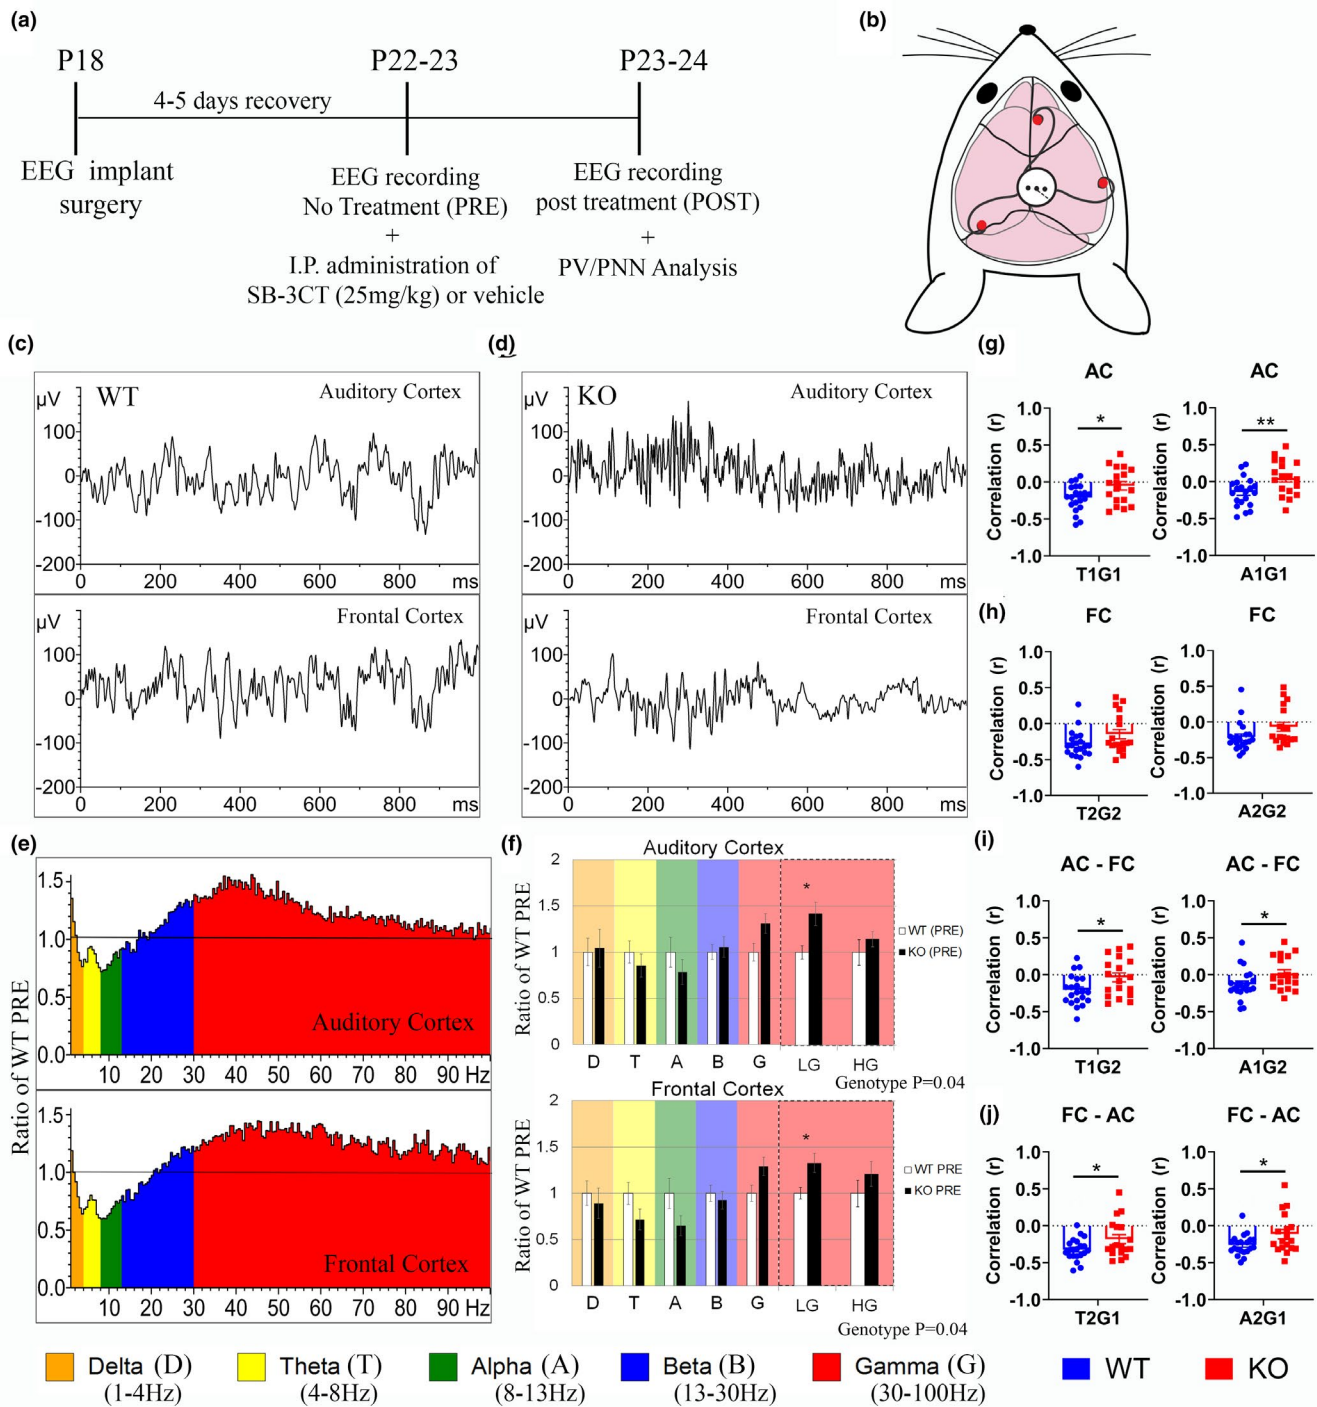 (a)
P18
P22-23
P23-24
4-5 days recovery
EEG implant
surgery
EEG recording
No Treatment (PRE)
+
I.P. administration of
SB-3CT (25mg/kg) or vehicle
EEG recording
post treatment (POST)
+
PV/PNN Analysis
(b)
(c)
WT
Auditory Cortex
µV
100
0
-100
-200
0 200 400 600 800 ms
Frontal Cortex
µV
100
0
-100
-200
0 200 400 600 800 ms
(d)
KO
Auditory Cortex
µV
100
0
-100
-200
0 200 400 600 800 ms
Frontal Cortex
µV
100
0
-100
-200
0 200 400 600 800 ms
(e)
Ratio of WT PRE
1.5
1.0
0.5
0.0
10 20 30 40 50 60 70 80 90 Hz
Auditory Cortex
1.5
1.0
0.5
0.0
10 20 30 40 50 60 70 80 90 Hz
Frontal Cortex
(f)
Auditory Cortex
Ratio of WT PRE
2
1.5
1
0.5
0
*
WT (PRE)
KO (PRE)
D T A B G LG HG
Genotype P=0.04
Frontal Cortex
Ratio of WT PRE
2
1.5
1
0.5
0
*
WT PRE
KO PRE
D T A B G LG HG
Genotype P=0.04
(g)
AC
Correlation (r)
1.0
0.5
0.0
-0.5
-1.0
*
T1G1
AC
Correlation (r)
1.0
0.5
0.0
-0.5
-1.0
**
A1G1
(h)
FC
Correlation (r)
1.0
0.5
0.0
-0.5
-1.0
T2G2
FC
Correlation (r)
1.0
0.5
0.0
-0.5
-1.0
A2G2
(i)
AC - FC
Correlation (r)
1.0
0.5
0.0
-0.5
-1.0
*
T1G2
AC - FC
Correlation (r)
1.0
0.5
0.0
-0.5
-1.0
*
A1G2
(j)
FC - AC
Correlation (r)
1.0
0.5
0.0
-0.5
-1.0
*
T2G1
FC - AC
Correlation (r)
1.0
0.5
0.0
-0.5
-1.0
*
A2G1
Delta (D)
(1-4Hz)
Theta (T)
(4-8Hz)
Alpha (A)
(8-13Hz)
Beta (B)
(13-30Hz)
Gamma (G)
(30-100Hz)
WT
KO